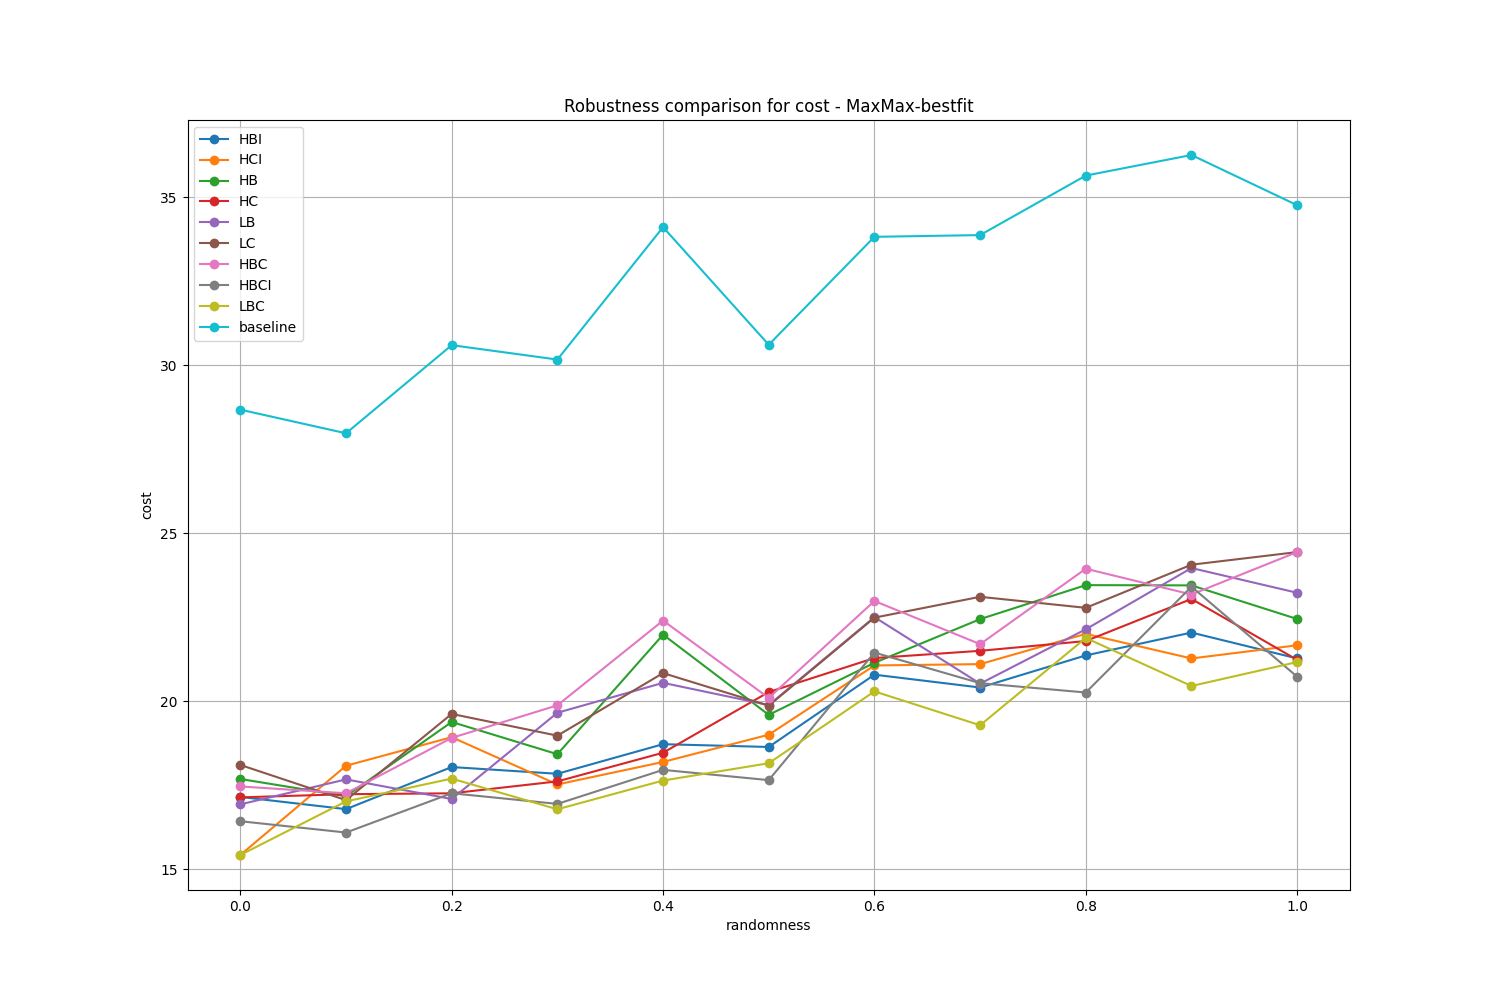 Robustness comparison for cost - MaxMax-bestfit
HBI
HCI
HB
HC
LB
LC
HBC
HBCI
LBC
baseline
35
30
25
20
15
cost
0.0 0.2 0.4 0.6 0.8 1.0
randomness